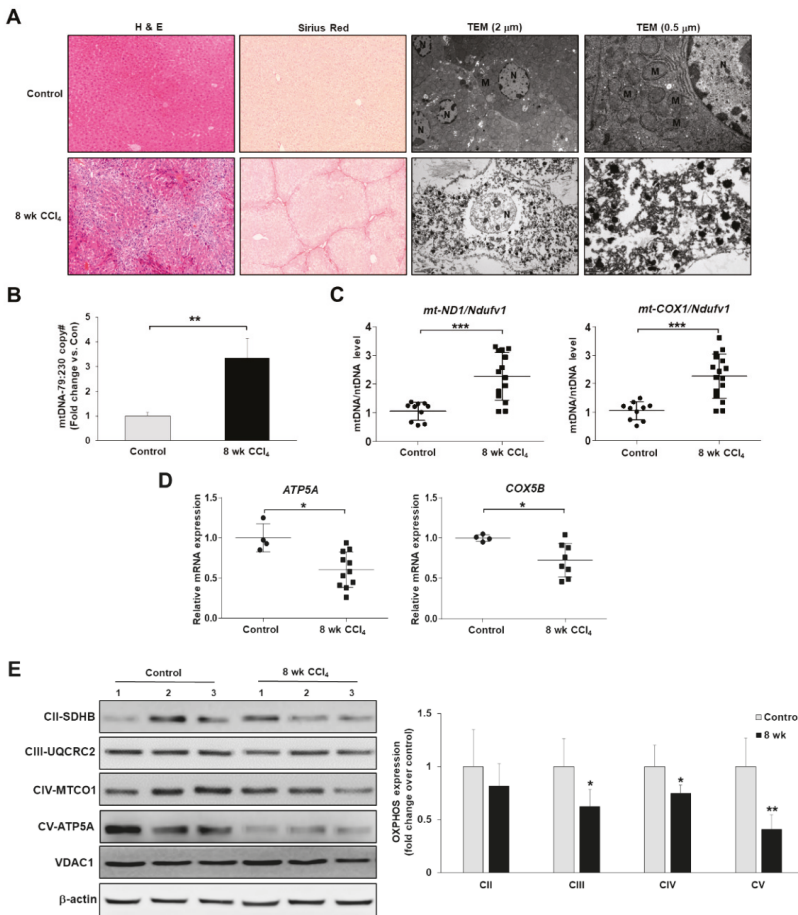 A
H & E
Sirius Red
TEM (2 μm)
TEM (0.5 μm)
Control
N
M
N
N
M
M
M
M
N
8 wk CCl₄
N
B
mtDNA-79:230 copy#
(Fold change vs. Con)
5
4
3
2
1
0
**
Control
8 wk CCl₄
C
mt-ND1/Ndufv1
mtDNA/ntDNA level
4
3
2
1
0
***
Control
8 wk CCl₄
mt-COX1/Ndufv1
mtDNA/ntDNA level
4
3
2
1
0
***
Control
8 wk CCl₄
D
ATP5A
Relative mRNA expression
1.5
1.0
0.5
0.0
*
Control
8 wk CCl₄
COX5B
Relative mRNA expression
1.5
1.0
0.5
0.0
*
Control
8 wk CCl₄
E
Control
8 wk CCl₄
1 2 3 1 2 3
CII-SDHB
CIII-UQCRC2
CIV-MTCO1
CV-ATP5A
VDAC1
β-actin
OXPHOS expression
(fold change over control)
1.5
1
0.5
0
Contro
8 wk
*
*
**
CII
CIII
CIV
CV